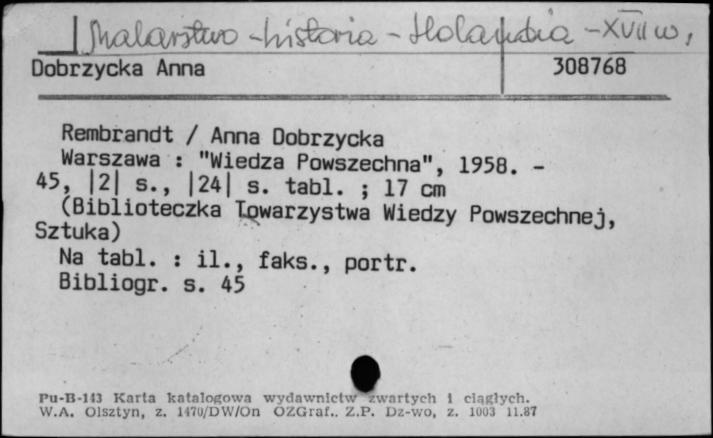 Malarstwo - historia - Holandia - XVII w,
Dobrzycka Anna 308768
Rembrandt / Anna Dobrzycka
Warszawa : "Wiedza Powszechna", 1958. -
45, |2| s., |24| s. tabl. ; 17 cm
(Biblioteczka Towarzystwa Wiedzy Powszechnej,
Sztuka)
Na tabl. : il., faks., portr.
Bibliogr. s. 45
Pu-B-143 Karta katalogowa wydawnictw zwartych i ciągłych.
W.A. Olsztyn, z. 1470/DW/On OZGraf.. Z.P. Dz-wo, z. 1003 11.87